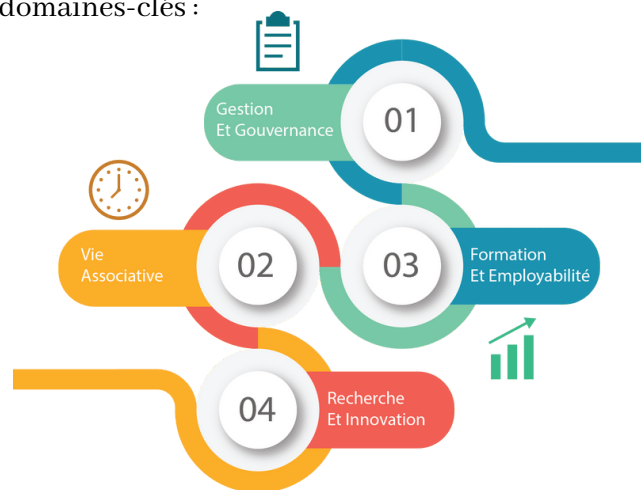 domaines-clés :
Gestion
Et Gouvernance
01
Vie
Associative
02
03
Formation
Et Employabilité
04
Recherche
Et Innovation